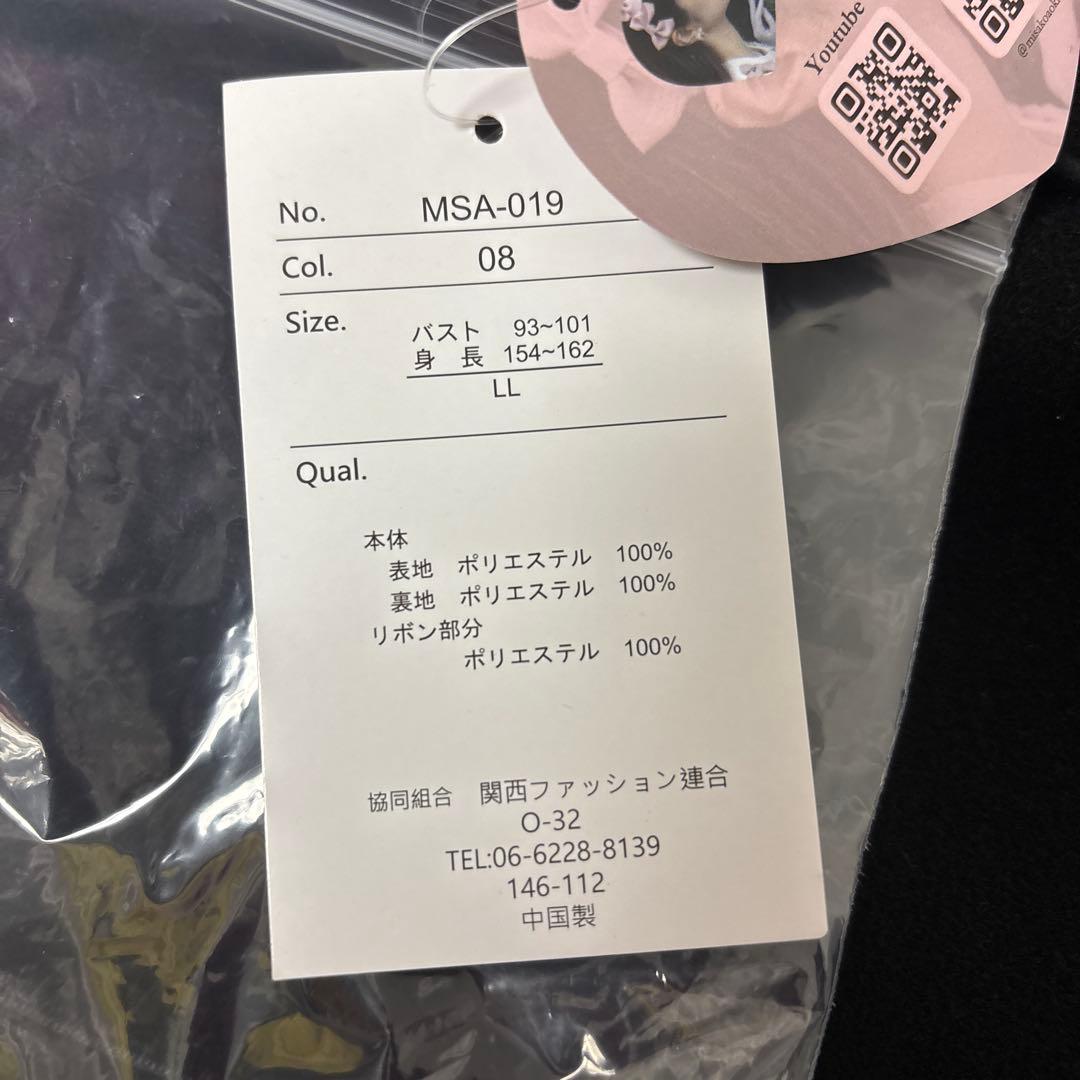 Youtube
No. MSA-019
Col. 08
Size. バスト 93~101
身 長 154~162
LL
Qual.
本体
表地 ポリエステル 100%
裏地 ポリエステル 100%
リボン部分
ポリエステル 100%
協同組合 関西ファッション連合
O-32
TEL:06-6228-8139
146-112
中国製